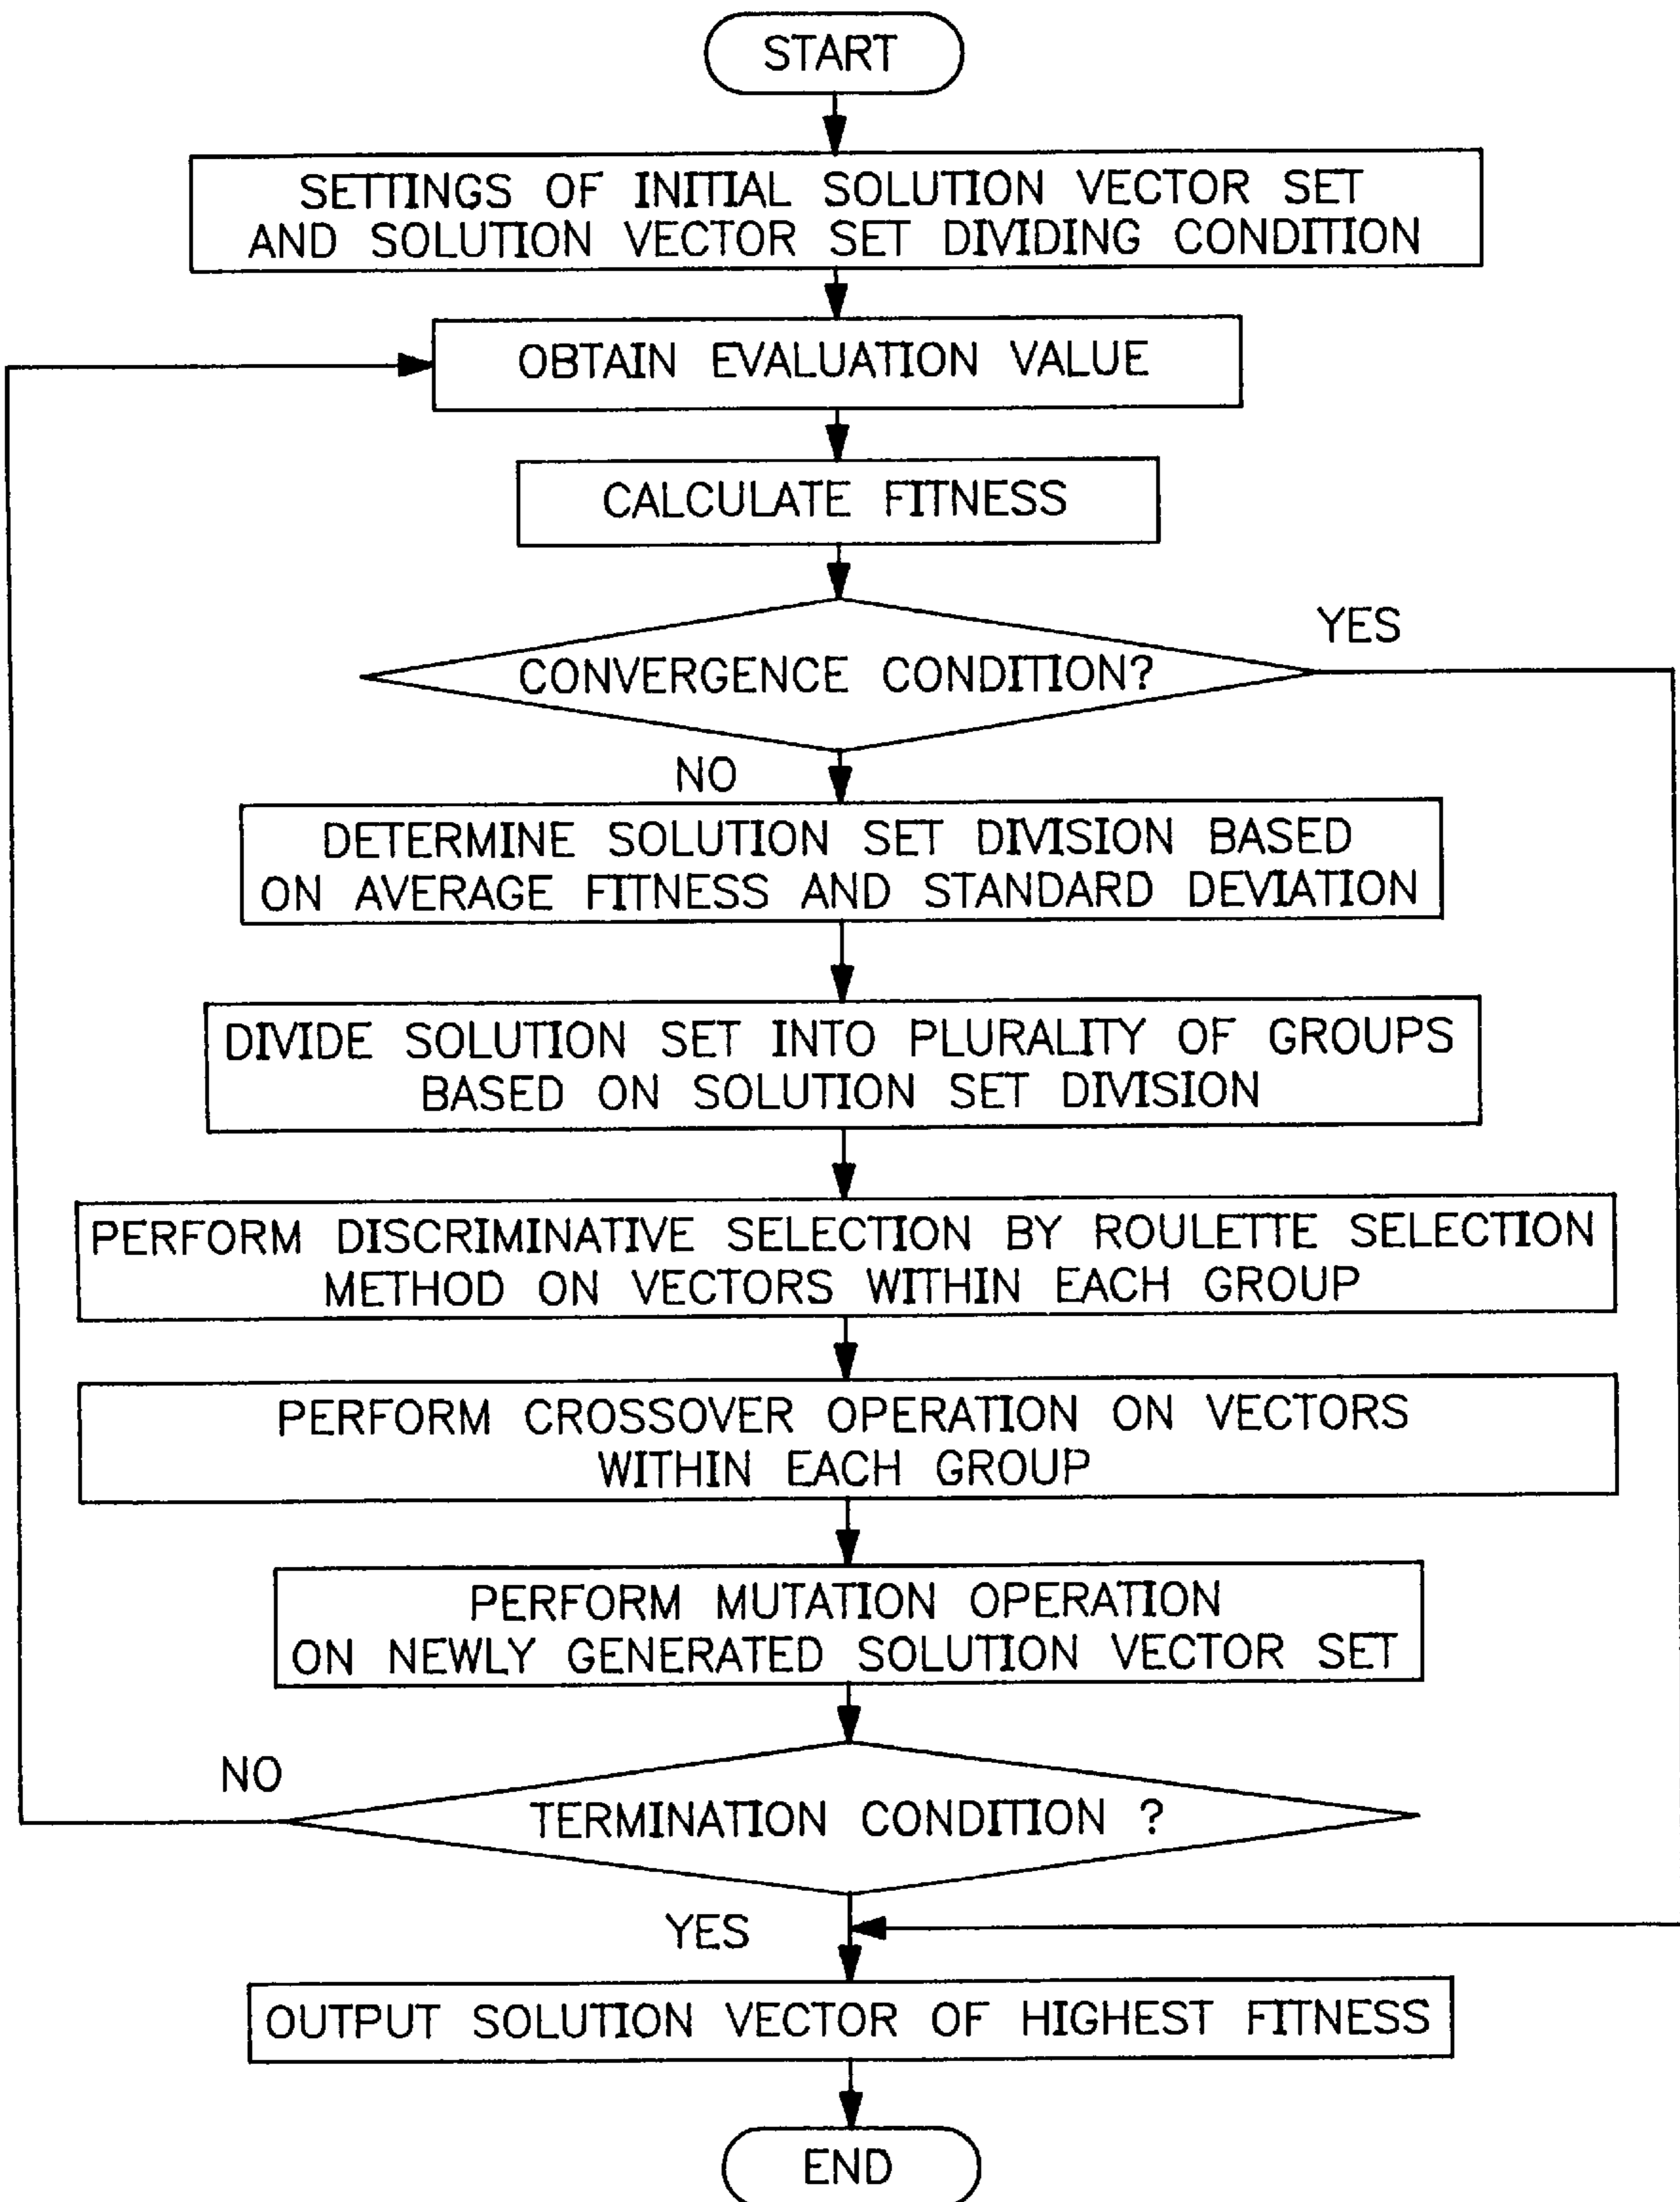 START
SETTINGS OF INITIAL SOLUTION VECTOR SET
AND SOLUTION VECTOR SET DIVIDING CONDITION
OBTAIN EVALUATION VALUE
CALCULATE FITNESS
YES
CONVERGENCE CONDITION?
NO
DETERMINE SOLUTION SET DIVISION BASED
ON AVERAGE FITNESS AND STANDARD DEVIATION
DIVIDE SOLUTION SET INTO PLURALITY OF GROUPS
BASED ON SOLUTION SET DIVISION
PERFORM DISCRIMINATIVE SELECTION BY ROULETTE SELECTION
METHOD ON VECTORS WITHIN EACH GROUP
PERFORM CROSSOVER OPERATION ON VECTORS
WITHIN EACH GROUP
PERFORM MUTATION OPERATION
ON NEWLY GENERATED SOLUTION VECTOR SET
NO
TERMINATION CONDITION ?
YES
OUTPUT SOLUTION VECTOR OF HIGHEST FITNESS
END